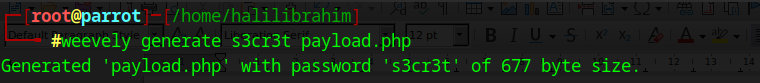 [root@parrot]─[/home/halilibrahim]
#weevely generate s3cr3t payload.php
Generated 'payload.php' with password 's3cr3t' of 677 byte size.